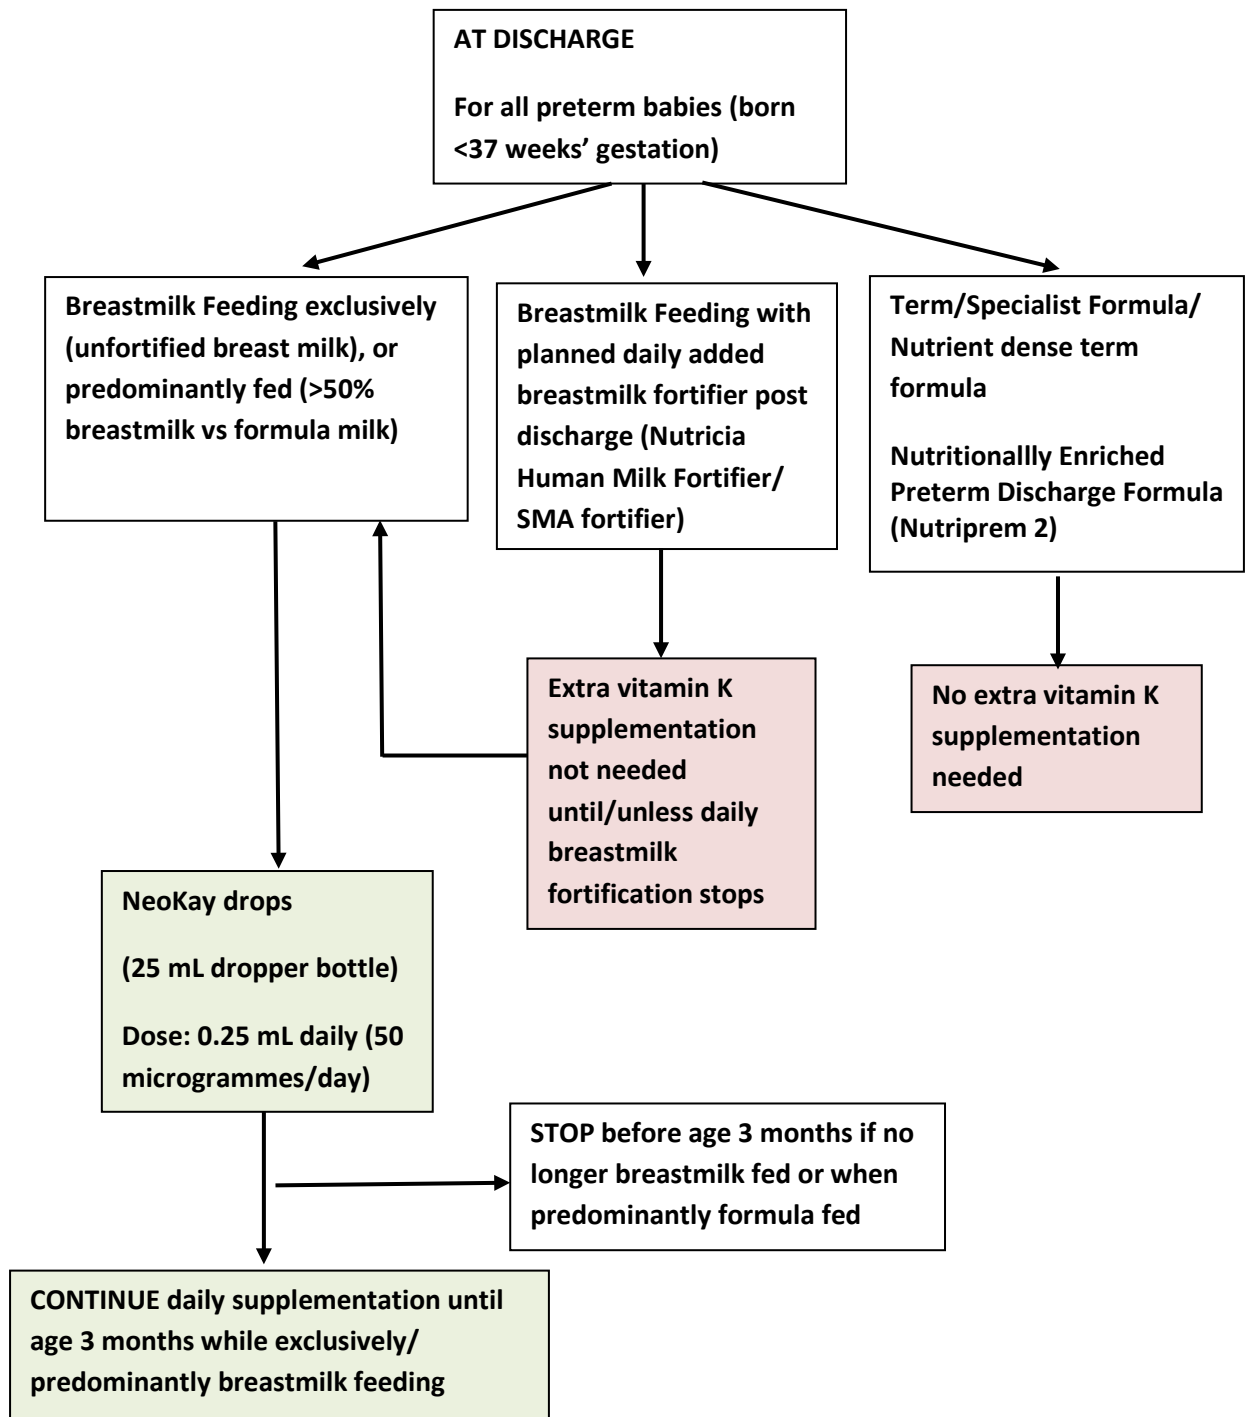 AT DISCHARGE
For all preterm babies (born
<37 weeks’ gestation)
Breastmilk Feeding exclusively
(unfortified breast milk), or
predominantly fed (>50%
breastmilk vs formula milk)
Breastmilk Feeding with
planned daily added
breastmilk fortifier post
discharge (Nutricia
Human Milk Fortifier/
SMA fortifier)
Term/Specialist Formula/
Nutrient dense term
formula
Nutritionallly Enriched
Preterm Discharge Formula
(Nutriprem 2)
Extra vitamin K
supplementation
not needed
until/unless daily
breastmilk
fortification stops
No extra vitamin K
supplementation
needed
NeoKay drops
(25 mL dropper bottle)
Dose: 0.25 mL daily (50
microgrammes/day)
STOP before age 3 months if no
longer breastmilk fed or when
predominantly formula fed
CONTINUE daily supplementation until
age 3 months while exclusively/
predominantly breastmilk feeding